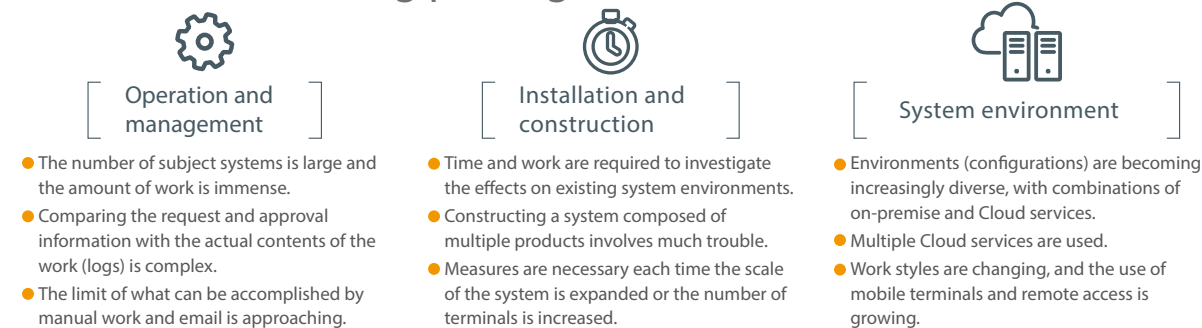 Operation and
management
● The number of subject systems is large and
the amount of work is immense.
● Comparing the request and approval
information with the actual contents of the
work (logs) is complex.
● The limit of what can be accomplished by
manual work and email is approaching.
Installation and
construction
● Time and work are required to investigate
the effects on existing system environments.
● Constructing a system composed of
multiple products involves much trouble.
● Measures are necessary each time the scale
of the system is expanded or the number of
terminals is increased.
System environment
● Environments (configurations) are becoming
increasingly diverse, with combinations of
on-premise and Cloud services.
● Multiple Cloud services are used.
● Work styles are changing, and the use of
mobile terminals and remote access is
growing.